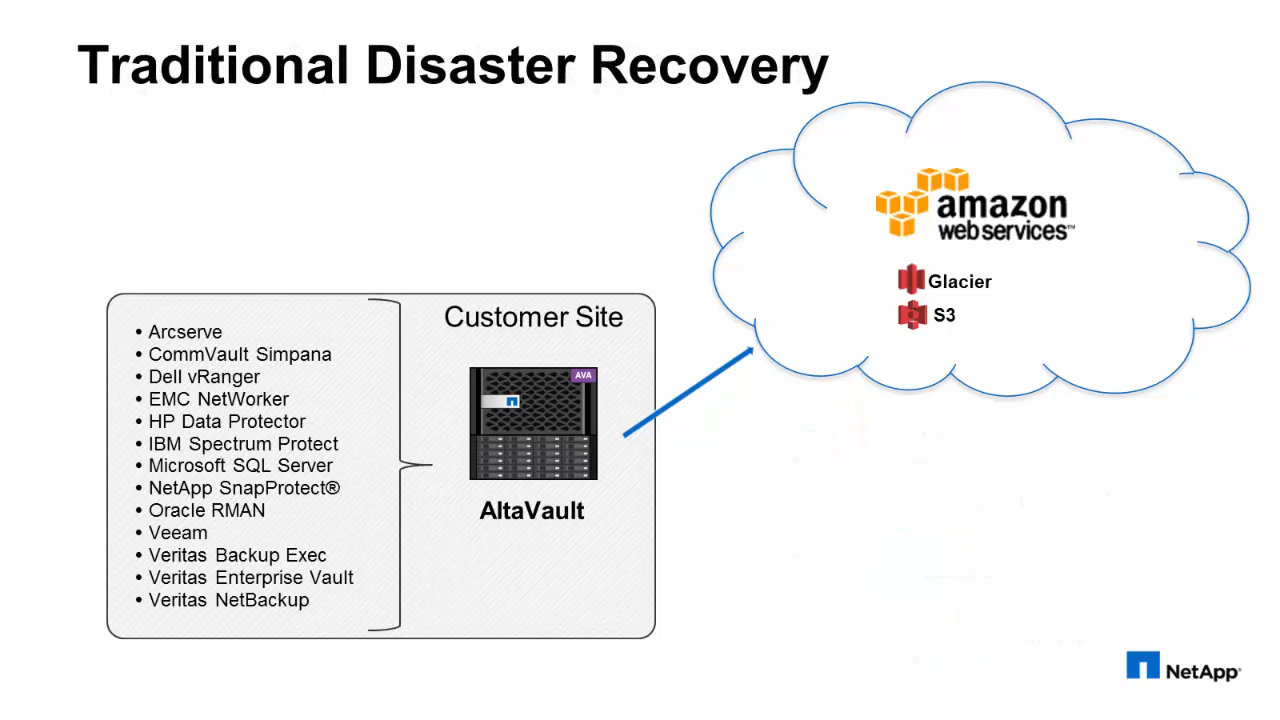 Traditional Disaster Recovery
amazon
web services™
Glacier
S3
Customer Site
• Arcserve
• CommVault Simpana
• Dell vRanger
• EMC NetWorker
• HP Data Protector
• IBM Spectrum Protect
• Microsoft SQL Server
• NetApp SnapProtect®
• Oracle RMAN
• Veeam
• Veritas Backup Exec
• Veritas Enterprise Vault
• Veritas NetBackup
AVA
AltaVault
NetApp®